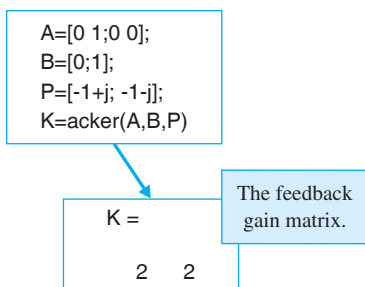 A=[0 1;0 0];
B=[0;1];
P=[-1+j; -1-j];
K=acker(A,B,P)
The feedback
gain matrix.
K =
2 2